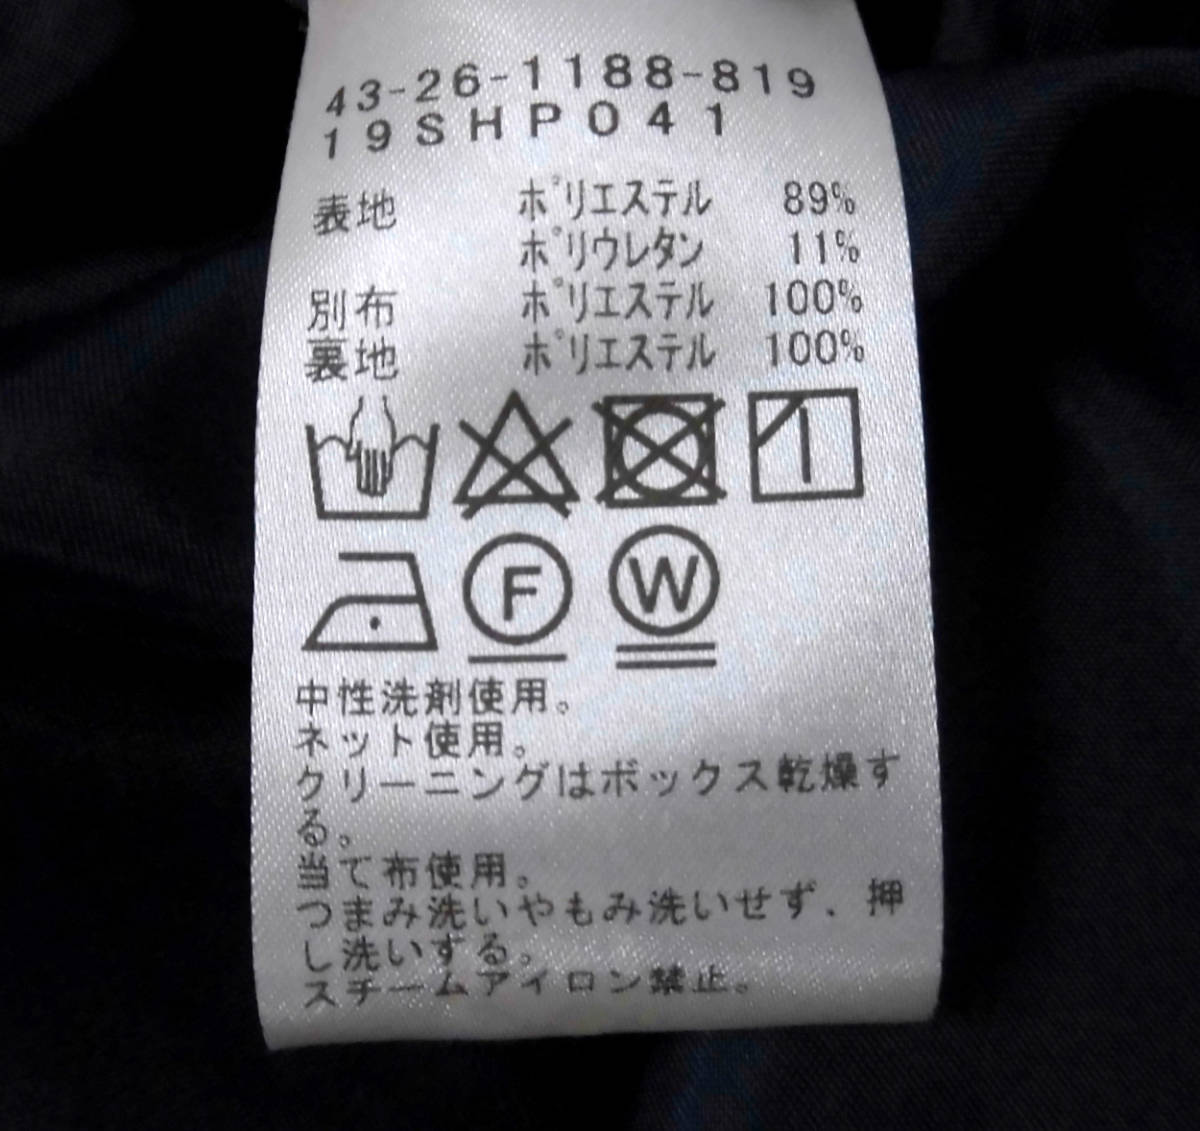 43-26-1188-819
19SHP041
表地 ポリエステル 89%
ポリウレタン 11%
別布 ポリエステル 100%
裏地 ポリエステル 100%
F W
中性洗剤使用。
ネット使用。
クリーニングはボックス乾燥す
る。
当て布使用。
つまみ洗いやもみ洗いせず、押
し洗いする。
スチームアイロン禁止。